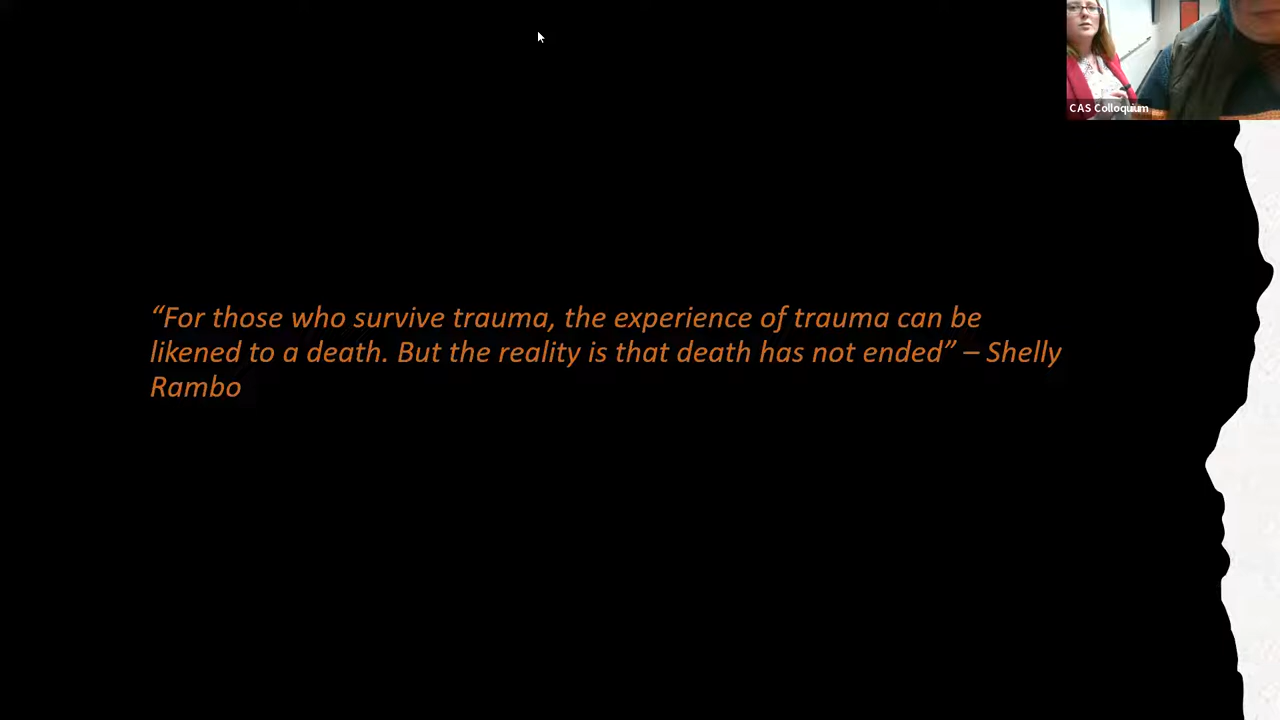 CAS Colloquium
“For those who survive trauma, the experience of trauma can be
likened to a death. But the reality is that death has not ended” – Shelly
Rambo